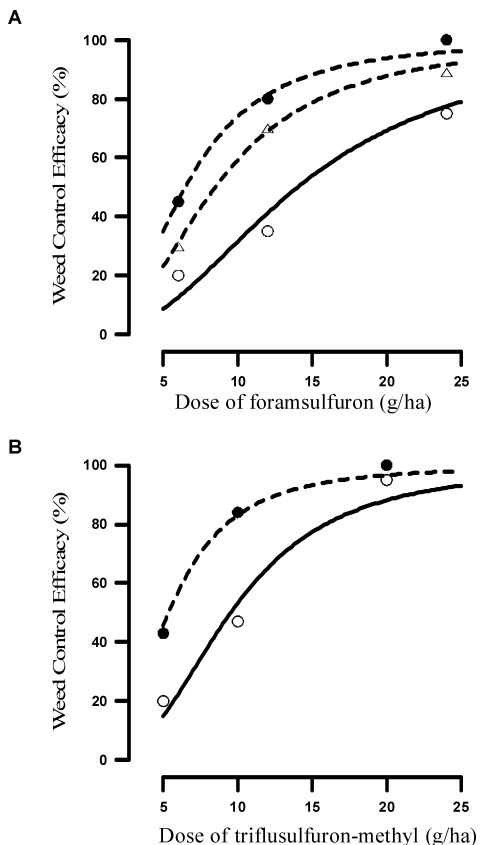 A
Weed Control Efficacy (%)
100
80
60
40
20
0
5 10 15 20 25
Dose of foramsulfuron (g/ha)
B
Weed Control Efficacy (%)
100
80
60
40
20
0
5 10 15 20 25
Dose of triflusulfuron-methyl (g/ha)